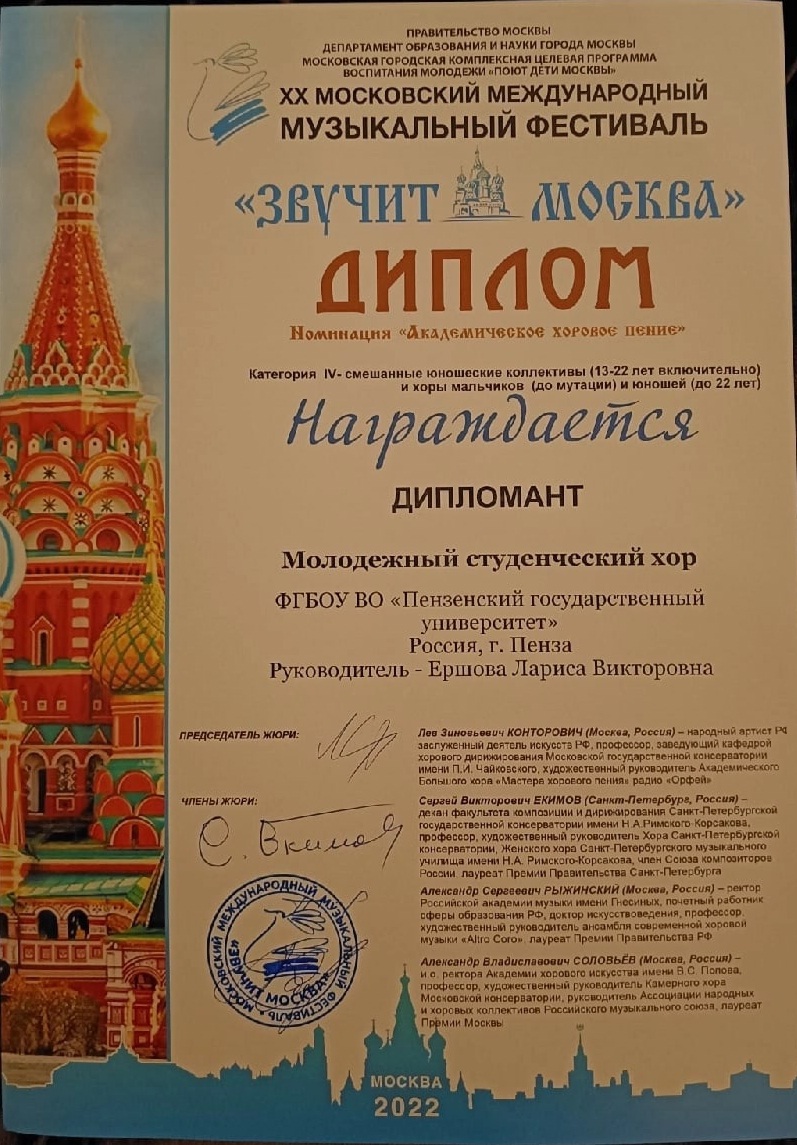 ПРАВИТЕЛЬСТВО МОСКВЫ
ДЕПАРТАМЕНТ ОБРАЗОВАНИЯ И НАУКИ ГОРОДА МОСКВЫ
МОСКОВСКАЯ ГОРОДСКАЯ КОМПЛЕКСНАЯ ЦЕЛЕВАЯ ПРОГРАММА
ВОСПИТАНИЯ МОЛОДЕЖИ «ПОЮТ ДЕТИ МОСКВЫ»
XX МОСКОВСКИЙ МЕЖДУНАРОДНЫЙ
МУЗЫКАЛЬНЫЙ ФЕСТИВАЛЬ
«ЗВУЧИТ МОСКВА»
ДИПЛОМ
Номинация «Академическое хоровое пение»
Категория IV- смешанные юношеские коллективы (13-22 лет включительно)
и хоры мальчиков (до мутации) и юношей (до 22 лет)
Награждается
ДИПЛОМАНТ
Молодежный студенческий хор
ФГБОУ ВО «Пензенский государственный
университет»
Россия, г. Пенза
Руководитель - Ершова Лариса Викторовна
ПРЕДСЕДАТЕЛЬ ЖЮРИ:
Лев Зиновьевич КОНТОРОВИЧ (Москва, Россия) – народный артист РФ
заслуженный деятель искусств РФ, профессор, заведующий кафедрой
хорового дирижирования Московской государственной консерватории
имени П.И. Чайковского, художественный руководитель Академического
Большого хора «Мастера хорового пения» радио «Орфей»
ЧЛЕНЫ ЖЮРИ:
С. Екимов
Сергей Викторович ЕКИМОВ (Санкт-Петербург, Россия) –
декан факультета композиции и дирижирования Санкт-Петербургской
государственной консерватории имени Н.А.Римского-Корсакова,
профессор, художественный руководитель Хора Санкт-Петербургской
консерватории, Женского хора Санкт-Петербургского музыкального
училища имени Н.А. Римского-Корсакова, член Союза композиторов
России, лауреат Премии Правительства Санкт-Петербурга
Александр Сергеевич РЫЖИНСКИЙ (Москва, Россия) – ректор
Российской академии музыки имени Гнесиных, почетный работник
сферы образования РФ, доктор искусствоведения, профессор,
художественный руководитель ансамбля современной хоровой
музыки «Altro Coro», лауреат Премии Правительства РФ
Александр Владиславович СОЛОВЬЁВ (Москва, Россия) –
и.о. ректора Академии хорового искусства имени В.С. Попова,
профессор, художественный руководитель Камерного хора
Московской консерватории, руководитель Ассоциации народных
и хоровых коллективов Российского музыкального союза, лауреат
Премии Москвы
МОСКОВСКИЙ МЕЖДУНАРОДНЫЙ МУЗЫКАЛЬНЫЙ ФЕСТИВАЛЬ
«ЗВУЧИТ МОСКВА»
МОСКВА
2022